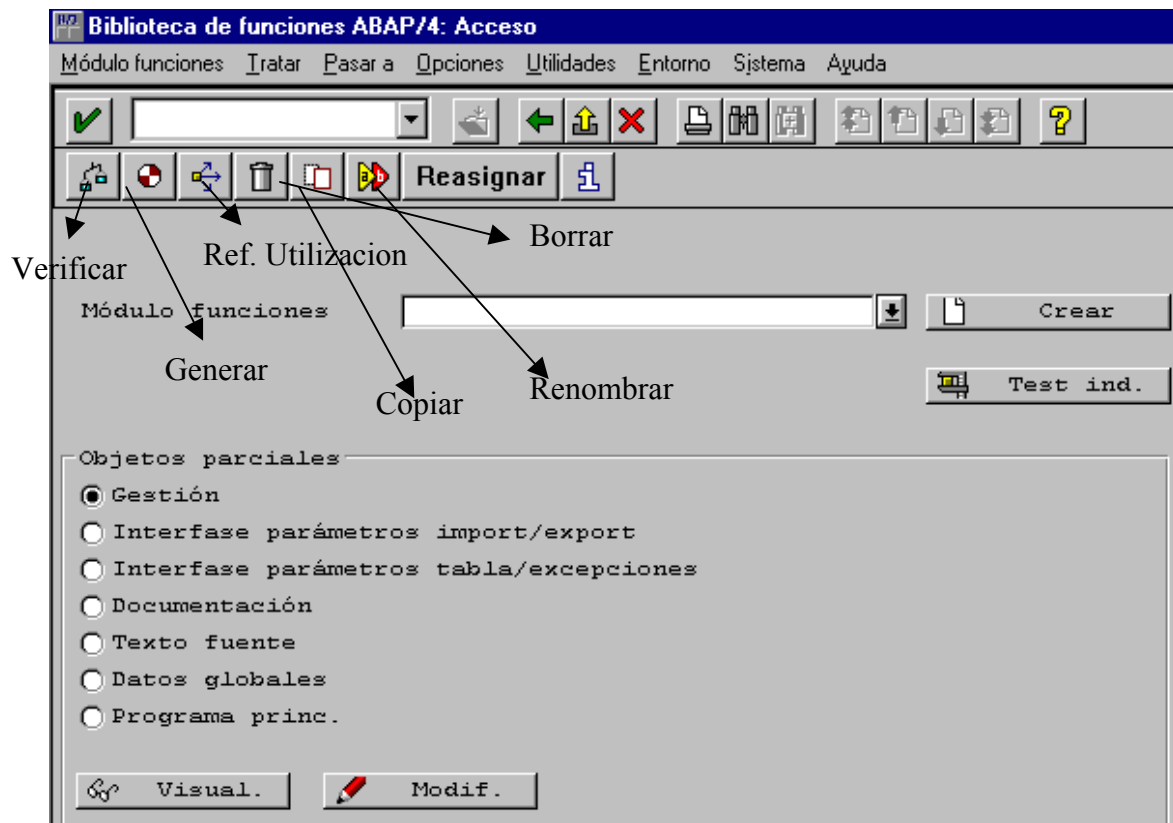 Biblioteca de funciones ABAP/4: Acceso
Módulo funciones Tratar Pasar a Opciones Utilidades Entorno Sistema Ayuda
Reasignar
Borrar
Ref. Utilizacion
Verificar
Módulo funciones Crear
Generar
Renombrar
Test ind.
Copiar
Objetos parciales
Gestión
Interfase parámetros import/export
Interfase parámetros tabla/excepciones
Documentación
Texto fuente
Datos globales
Programa princ.
Visual. Modif.